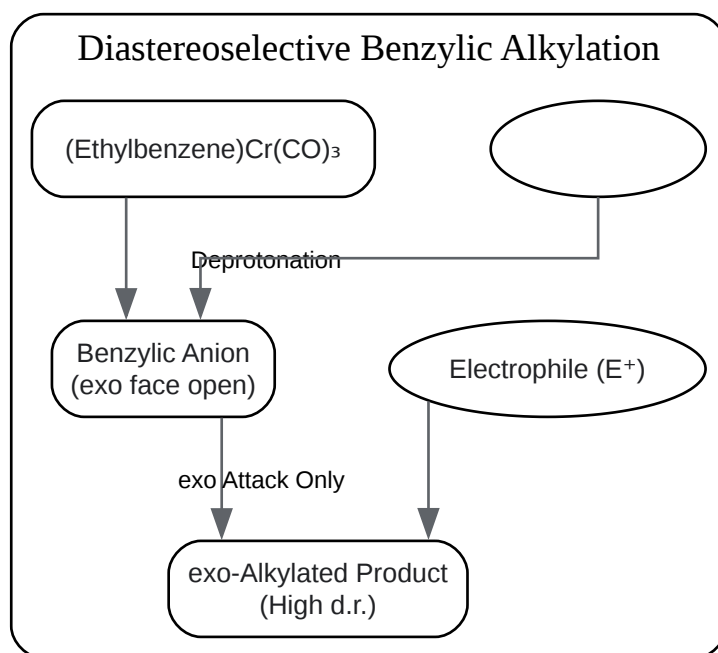 Diastereoselective Benzylic Alkylation
(Ethylbenzene)Cr(CO)₃
Deprotonation
Benzylic Anion
(exo face open)
Electrophile (E⁺)
exo Attack Only
exo-Alkylated Product
(High d.r.)